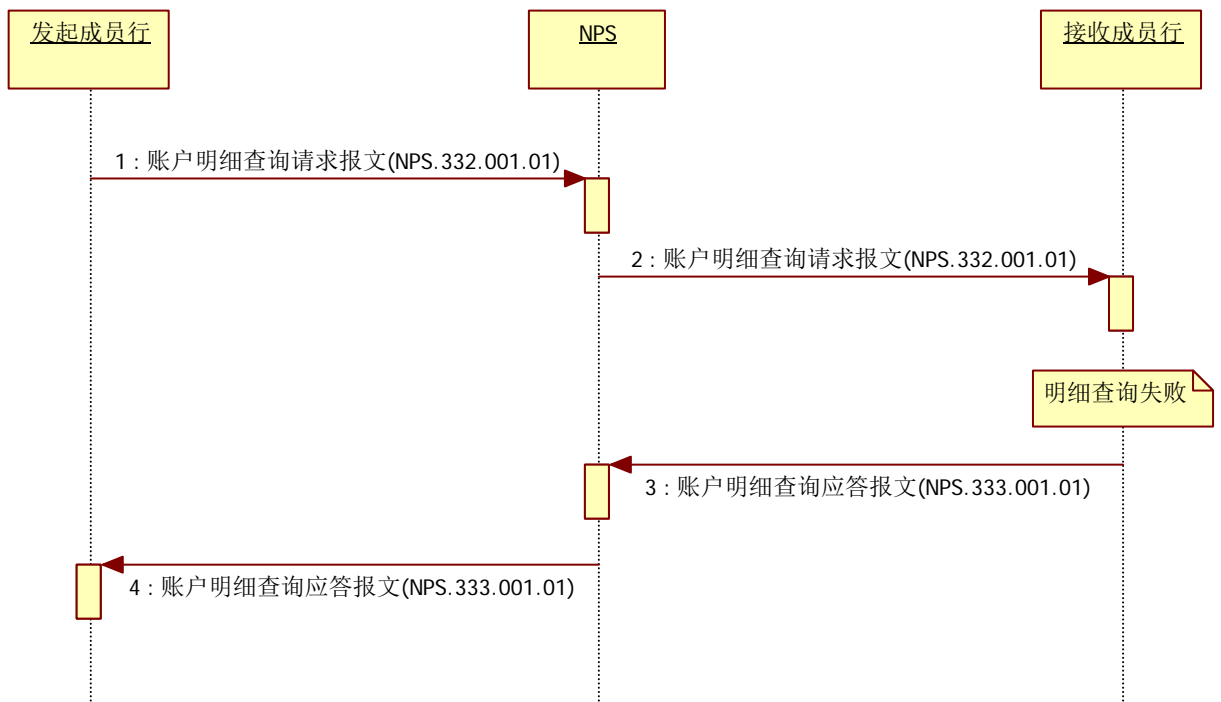 发起成员行
NPS
接收成员行
1 : 账户明细查询请求报文(NPS.332.001.01)
2 : 账户明细查询请求报文(NPS.332.001.01)
明细查询失败
3 : 账户明细查询应答报文(NPS.333.001.01)
4 : 账户明细查询应答报文(NPS.333.001.01)